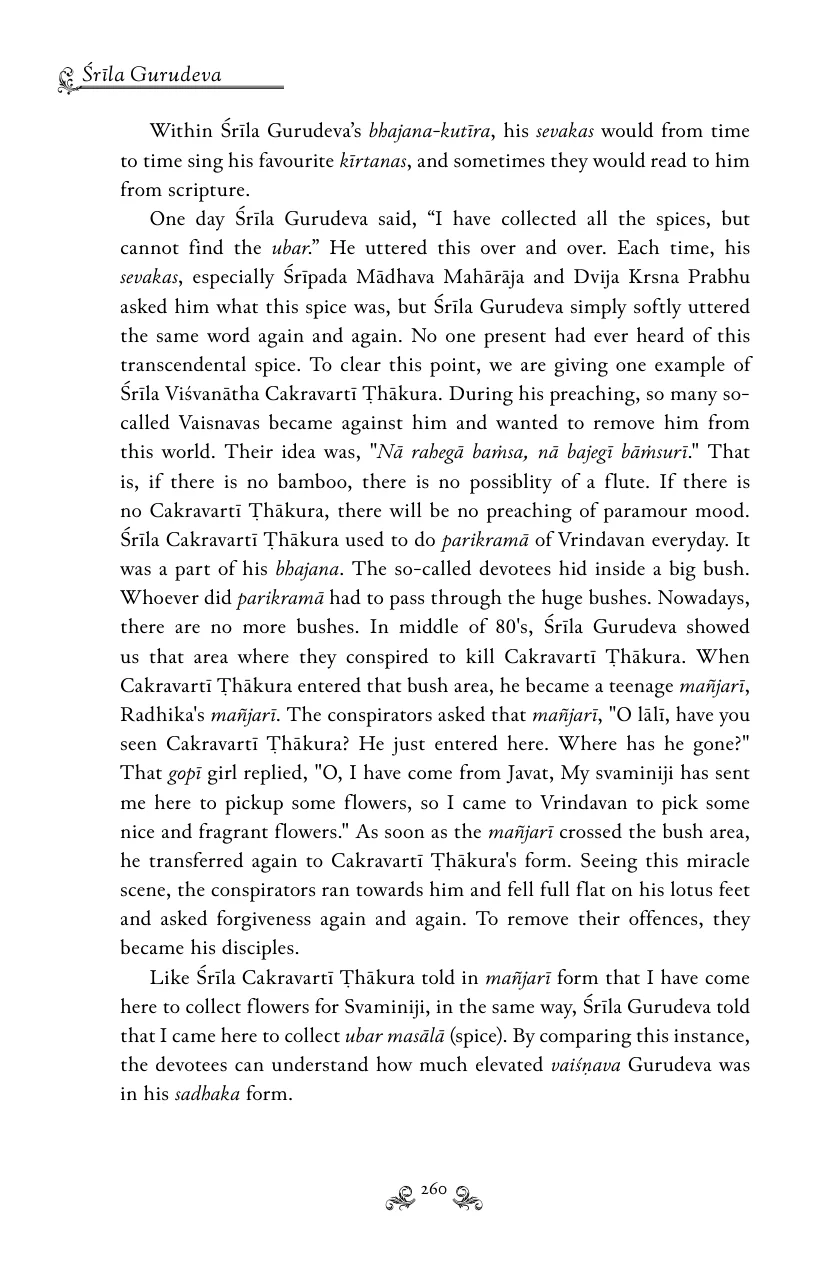 Śrīla Gurudeva
Within Śrīla Gurudeva’s bhajana-kutīra, his sevakas would from time
to time sing his favourite kīrtanas, and sometimes they would read to him
from scripture.
One day Śrīla Gurudeva said, “I have collected all the spices, but
cannot find the ubar.” He uttered this over and over. Each time, his
sevakas, especially Śrīpada Mādhava Mahārāja and Dvija Krsna Prabhu
asked him what this spice was, but Śrīla Gurudeva simply softly uttered
the same word again and again. No one present had ever heard of this
transcendental spice. To clear this point, we are giving one example of
Śrīla Viśvanātha Cakravartī Ṭhākura. During his preaching, so many so-
called Vaisnavas became against him and wanted to remove him from
this world. Their idea was, "Nā rahegā baṁsa, nā bajegī bāṁsurī." That
is, if there is no bamboo, there is no possiblity of a flute. If there is
no Cakravartī Ṭhākura, there will be no preaching of paramour mood.
Śrīla Cakravartī Ṭhākura used to do parikramā of Vrindavan everyday. It
was a part of his bhajana. The so-called devotees hid inside a big bush.
Whoever did parikramā had to pass through the huge bushes. Nowadays,
there are no more bushes. In middle of 80's, Śrīla Gurudeva showed
us that area where they conspired to kill Cakravartī Ṭhākura. When
Cakravartī Ṭhākura entered that bush area, he became a teenage mañjarī,
Radhika's mañjarī. The conspirators asked that mañjarī, "O lālī, have you
seen Cakravartī Ṭhākura? He just entered here. Where has he gone?"
That gopī girl replied, "O, I have come from Javat, My svaminiji has sent
me here to pickup some flowers, so I came to Vrindavan to pick some
nice and fragrant flowers." As soon as the mañjarī crossed the bush area,
he transferred again to Cakravartī Ṭhākura's form. Seeing this miracle
scene, the conspirators ran towards him and fell full flat on his lotus feet
and asked forgiveness again and again. To remove their offences, they
became his disciples.
Like Śrīla Cakravartī Ṭhākura told in mañjarī form that I have come
here to collect flowers for Svaminiji, in the same way, Śrīla Gurudeva told
that I came here to collect ubar masālā (spice). By comparing this instance,
the devotees can understand how much elevated vaiśṇava Gurudeva was
in his sadhaka form.
260